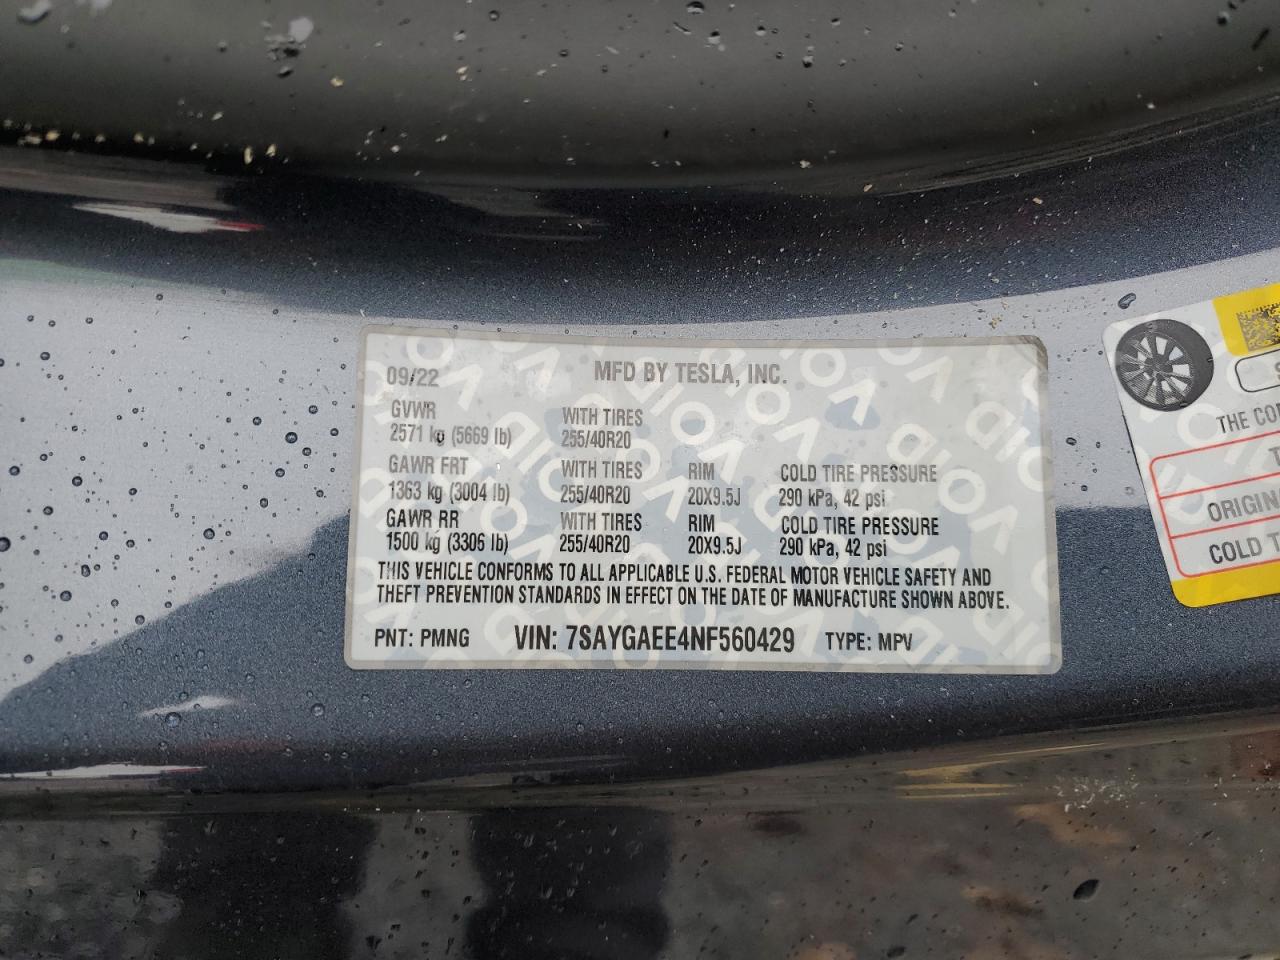 09/22 MFD BY TESLA, INC.
GVWR WITH TIRES
2571 kg (5669 lb) 255/40R20
GAWR FRT WITH TIRES RIM COLD TIRE PRESSURE
1363 kg (3004 lb) 255/40R20 20X9.5J 290 kPa, 42 psi
GAWR RR WITH TIRES RIM COLD TIRE PRESSURE
1500 kg (3306 lb) 255/40R20 20X9.5J 290 kPa, 42 psi
THIS VEHICLE CONFORMS TO ALL APPLICABLE U.S. FEDERAL MOTOR VEHICLE SAFETY AND
THEFT PREVENTION STANDARDS IN EFFECT ON THE DATE OF MANUFACTURE SHOWN ABOVE.
PNT: PMNG VIN: 7SAYGAEE4NF560429 TYPE: MPV
THE
ORIGIN
COLD